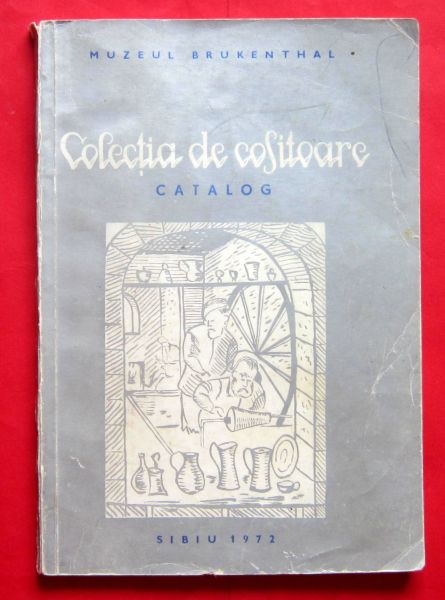 MUZEUL BRUKENTHAL
Colecția de cositoare
CATALOG
SIBIU 1972